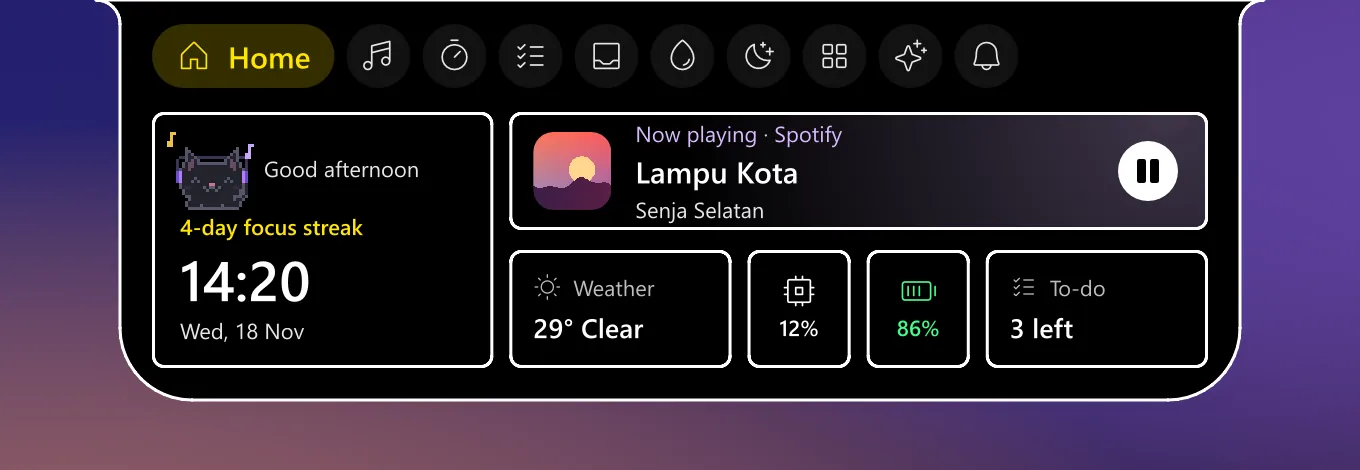 Home
Good afternoon
4-day focus streak
14:20
Wed, 18 Nov
Now playing · Spotify
Lampu Kota
Senja Selatan
Weather
29° Clear
12%
86%
To-do
3 left